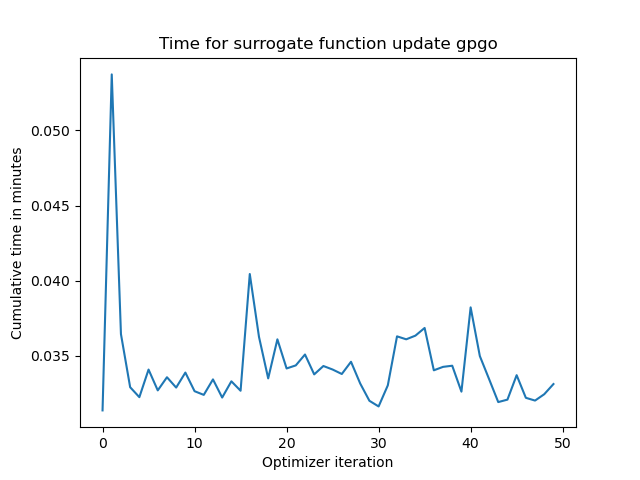 Time for surrogate function update gpgo
Cumulative time in minutes
0.050
0.045
0.040
0.035
0 10 20 30 40 50
Optimizer iteration